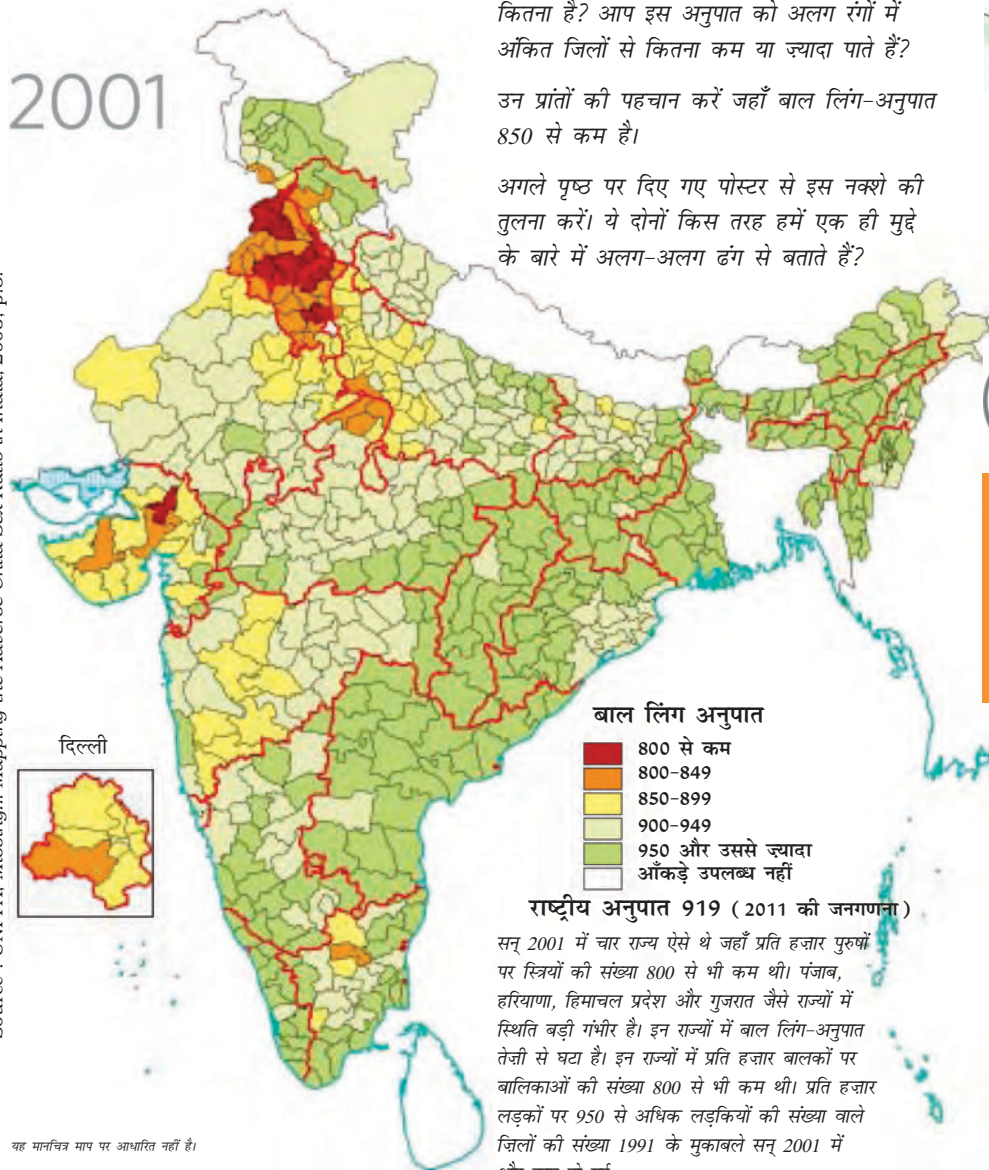 कितना है? आप इस अनुपात को अलग रंगों में
अंकित जिलों से कितना कम या ज़्यादा पाते हैं?
2001
उन प्रांतों की पहचान करें जहाँ बाल लिंग-अनुपात
850 से कम है।
अगले पृष्ठ पर दिए गए पोस्टर से इस नक्शे की
तुलना करें। ये दोनों किस तरह हमें एक ही मुद्दे
के बारे में अलग-अलग ढंग से बताते हैं?
दिल्ली
बाल लिंग अनुपात
800 से कम
800-849
850-899
900-949
950 और उससे ज़्यादा
आँकड़े उपलब्ध नहीं
राष्ट्रीय अनुपात 919 (2011 की जनगणना)
सन् 2001 में चार राज्य ऐसे थे जहाँ प्रति हज़ार पुरुषों
पर स्त्रियों की संख्या 800 से भी कम थी। पंजाब,
हरियाणा, हिमाचल प्रदेश और गुजरात जैसे राज्यों में
स्थिति बड़ी गंभीर है। इन राज्यों में बाल लिंग-अनुपात
तेज़ी से घटा है। इन राज्यों में प्रति हज़ार बालकों पर
बालिकाओं की संख्या 800 से भी कम थी। प्रति हज़ार
लड़कों पर 950 से अधिक लड़कियों की संख्या वाले
ज़िलों की संख्या 1991 के मुकाबले सन् 2001 में
यह मानचित्र माप पर आधारित नहीं है।